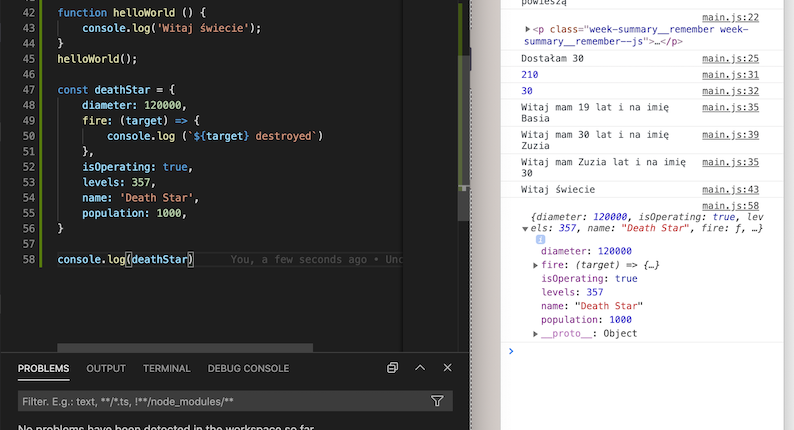 42 function helloWorld () {
43 console.log('Witaj świecie');
44 }
45 helloWorld();
46
47 const deathStar = {
48 diameter: 120000,
49 fire: (target) => {
50 console.log (`${target} destroyed`)
51 },
52 isOperating: true,
53 levels: 357,
54 name: 'Death Star',
55 population: 1000,
56 }
57
58 console.log(deathStar) You, a few seconds ago • Unc
PROBLEMS OUTPUT TERMINAL DEBUG CONSOLE
Filter. E.g.: text, **/*.ts, !**/node_modules/**
No problems have been detected in the workspace so far.
powieszą
main.js:22
<p class="week-summary__remember week-
summary__remember--js">…</p>
Dostałam 30 main.js:25
210 main.js:31
30 main.js:32
Witaj mam 19 lat i na imię main.js:35
Basia
Witaj mam 30 lat i na imię main.js:39
Zuzia
Witaj mam Zuzia lat i na imię main.js:35
30
Witaj świecie main.js:43
main.js:58
{diameter: 120000, isOperating: true, lev
els: 357, name: "Death Star", fire: ƒ, …}
i
diameter: 120000
fire: (target) => {…}
isOperating: true
levels: 357
name: "Death Star"
population: 1000
__proto__: Object